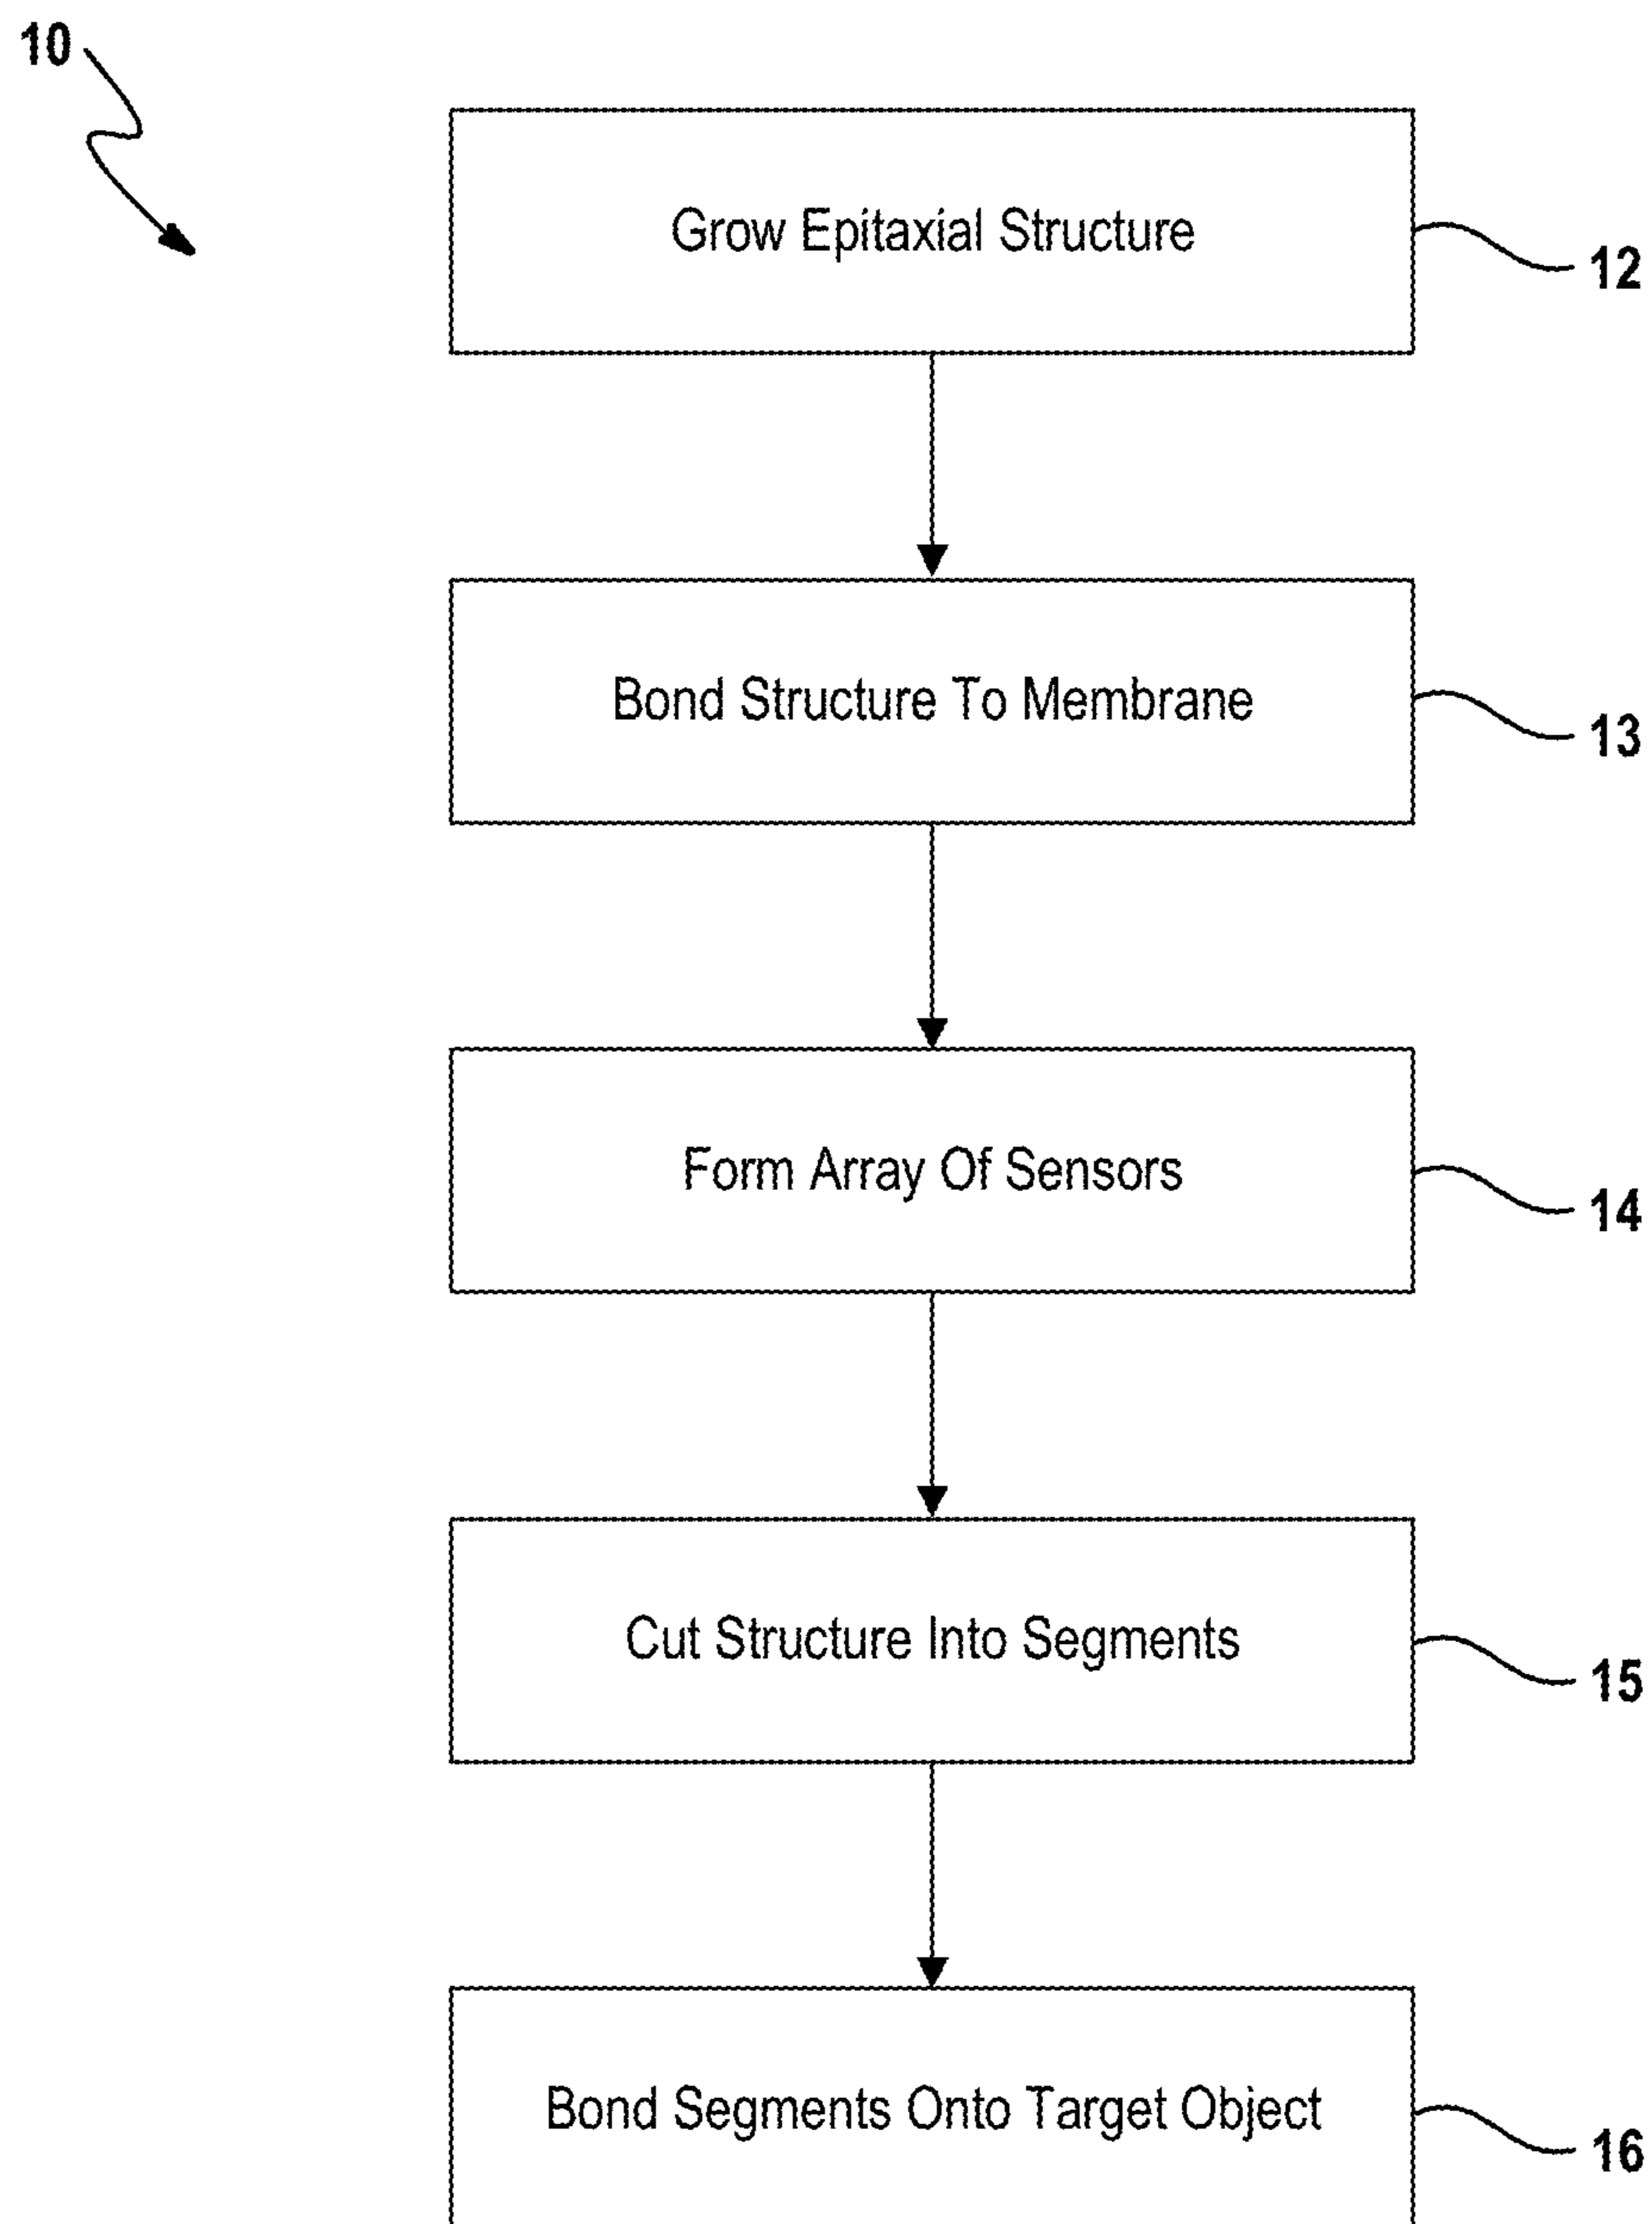 10
Grow Epitaxial Structure
12
Bond Structure To Membrane
13
Form Array Of Sensors
14
Cut Structure Into Segments
15
Bond Segments Onto Target Object
16